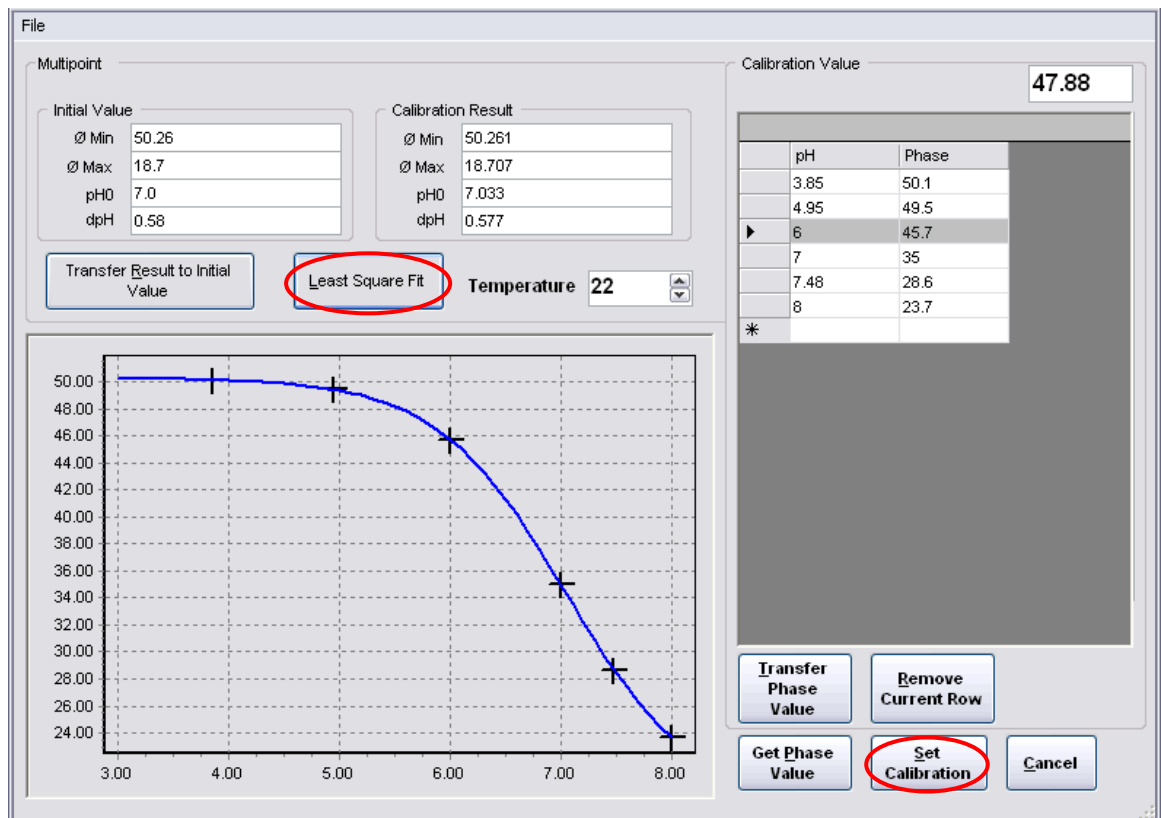 File
Multipoint
Initial Value
Ø Min 50.26
Ø Max 18.7
pH0 7.0
dpH 0.58
Calibration Result
Ø Min 50.261
Ø Max 18.707
pH0 7.033
dpH 0.577
Transfer Result to Initial
Value
Least Square Fit
Temperature 22
50.00
48.00
46.00
44.00
42.00
40.00
38.00
36.00
34.00
32.00
30.00
28.00
26.00
24.00
3.00 4.00 5.00 6.00 7.00 8.00
Calibration Value
47.88
pH Phase
3.85 50.1
4.95 49.5
6 45.7
7 35
7.48 28.6
8 23.7
Transfer
Phase
Value
Remove
Current Row
Get Phase
Value
Set
Calibration
Cancel